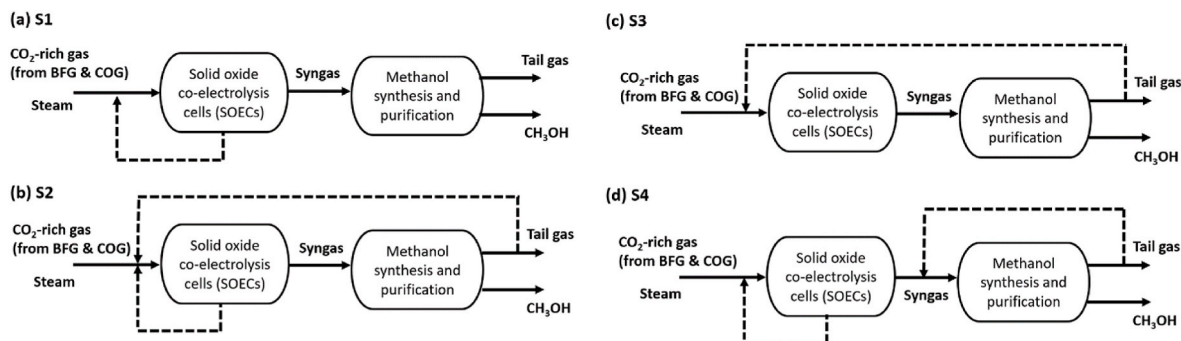 (a) S1
CO₂-rich gas
(from BFG & COG)
Steam
Solid oxide
co-electrolysis
cells (SOECs)
Syngas
Methanol
synthesis and
purification
Tail gas
CH₃OH
(b) S2
CO₂-rich gas
(from BFG & COG)
Steam
Solid oxide
co-electrolysis
cells (SOECs)
Syngas
Methanol
synthesis and
purification
Tail gas
CH₃OH
(c) S3
CO₂-rich gas
(from BFG & COG)
Steam
Solid oxide
co-electrolysis
cells (SOECs)
Syngas
Methanol
synthesis and
purification
Tail gas
CH₃OH
(d) S4
CO₂-rich gas
(from BFG & COG)
Steam
Solid oxide
co-electrolysis
cells (SOECs)
Syngas
Methanol
synthesis and
purification
Tail gas
CH₃OH